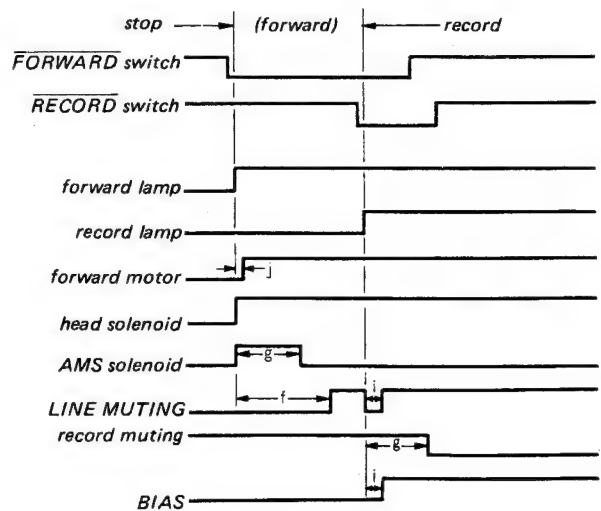 stop (forward) record
FORWARD switch
RECORD switch
forward lamp
record lamp
forward motor j
head solenoid
AMS solenoid g
f
LINE MUTING i
record muting g
i
BIAS